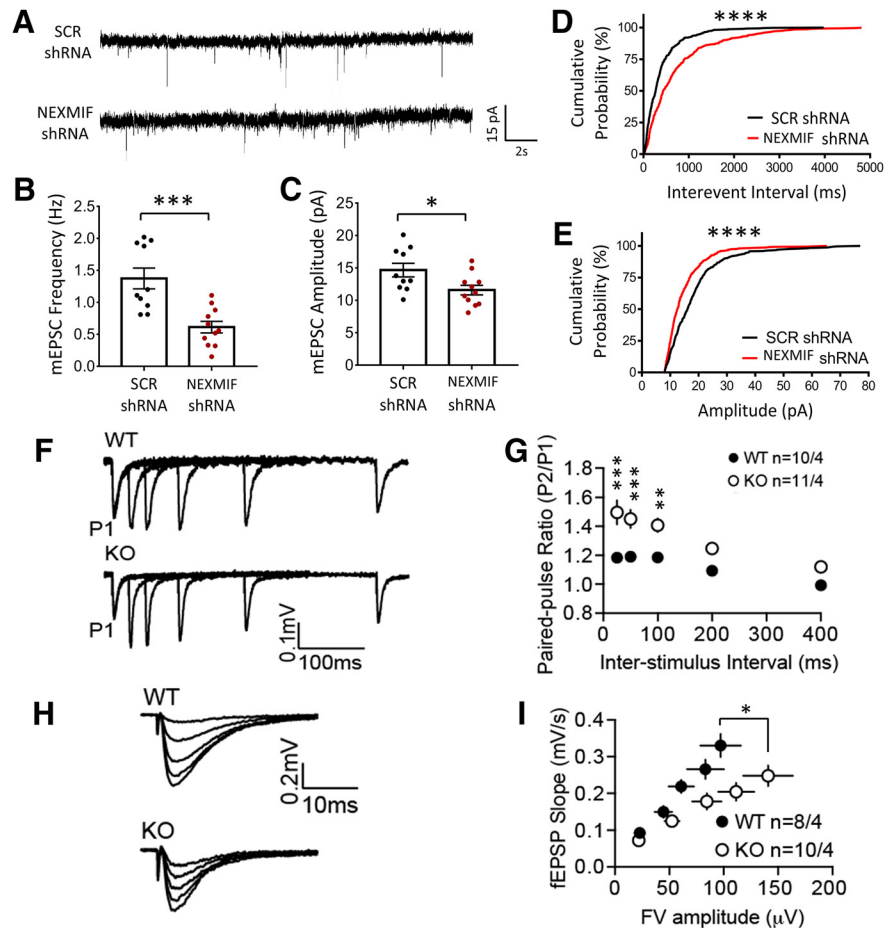 A
SCR
shRNA
NEXMIF
shRNA
15 pA
2s
B
mEPSC Frequency (Hz)
2.5
2.0
1.5
1.0
0.5
0.0
***
SCR
shRNA
NEXMIF
shRNA
C
mEPSC Amplitude (pA)
25
20
15
10
5
0
*
SCR
shRNA
NEXMIF
shRNA
D
Cumulative
Probability (%)
100
75
50
25
0
****
SCR shRNA
NEXMIF shRNA
0 1000 2000 3000 4000 5000
Interevent Interval (ms)
E
Cumulative
Probability (%)
100
75
50
25
0
****
SCR shRNA
NEXMIF shRNA
0 10 20 30 40 50 60 70 80
Amplitude (pA)
F
WT
P1
KO
P1
0.1mV
100ms
G
Paired-pulse Ratio (P2/P1)
1.8
1.6
1.4
1.2
1.0
0.8
***
***
**
WT n=10/4
KO n=11/4
0 100 200 300 400
Inter-stimulus Interval (ms)
H
WT
0.2mV
10ms
KO
I
fEPSP Slope (mV/s)
0.4
0.3
0.2
0.1
0.0
*
WT n=8/4
KO n=10/4
0 50 100 150 200
FV amplitude (μV)